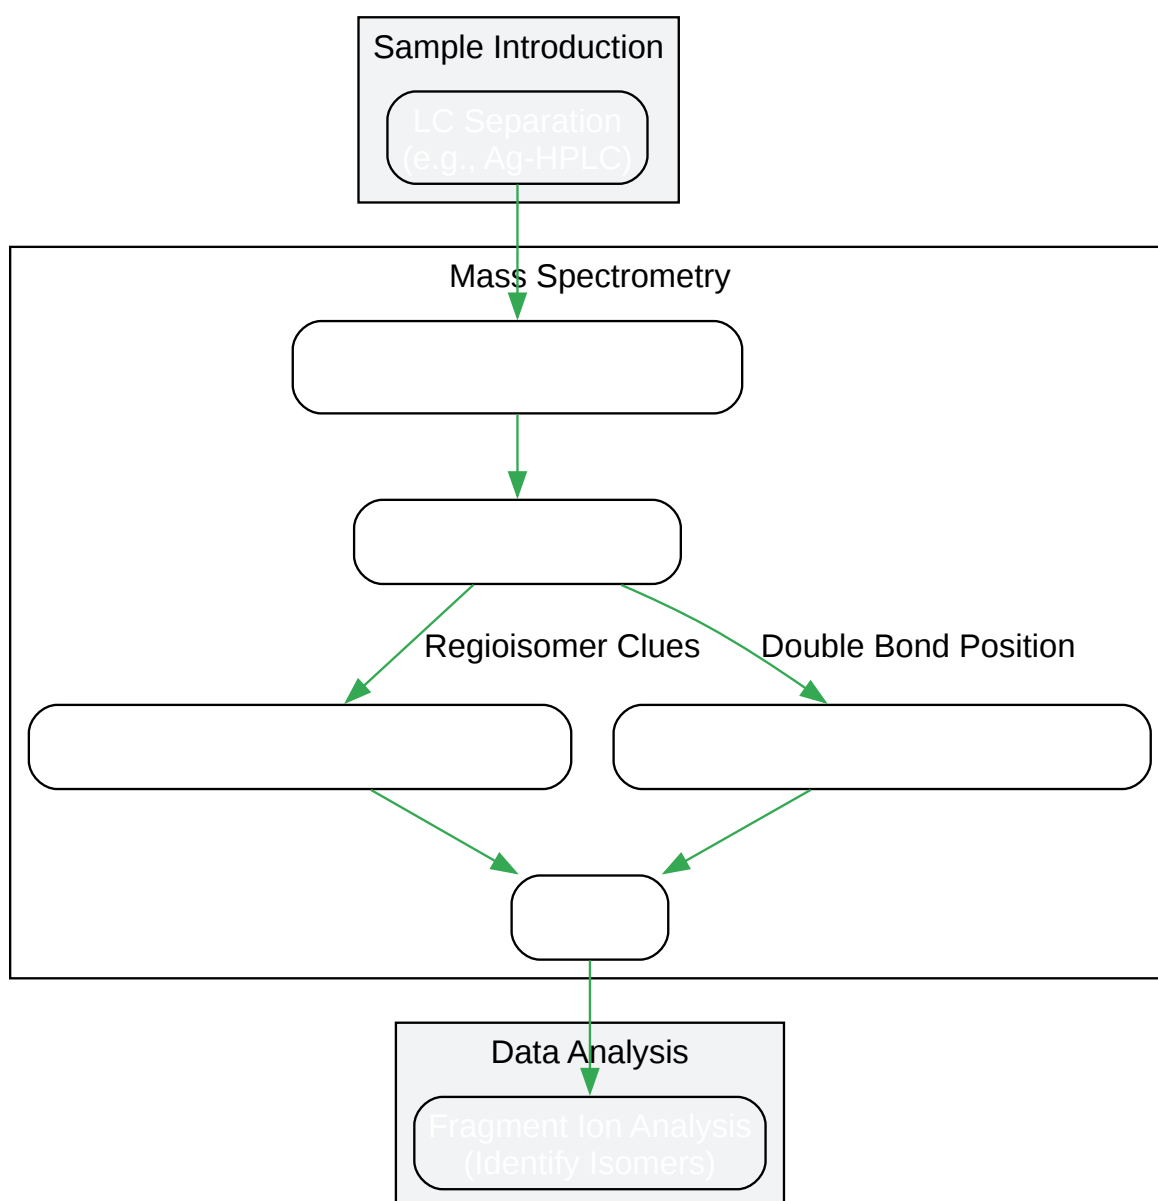 Sample Introduction
LC Separation
(e.g., Ag-HPLC)
Mass Spectrometry
Regioisomer Clues
Double Bond Position
Data Analysis
Fragment Ion Analysis
(Identify Isomers)